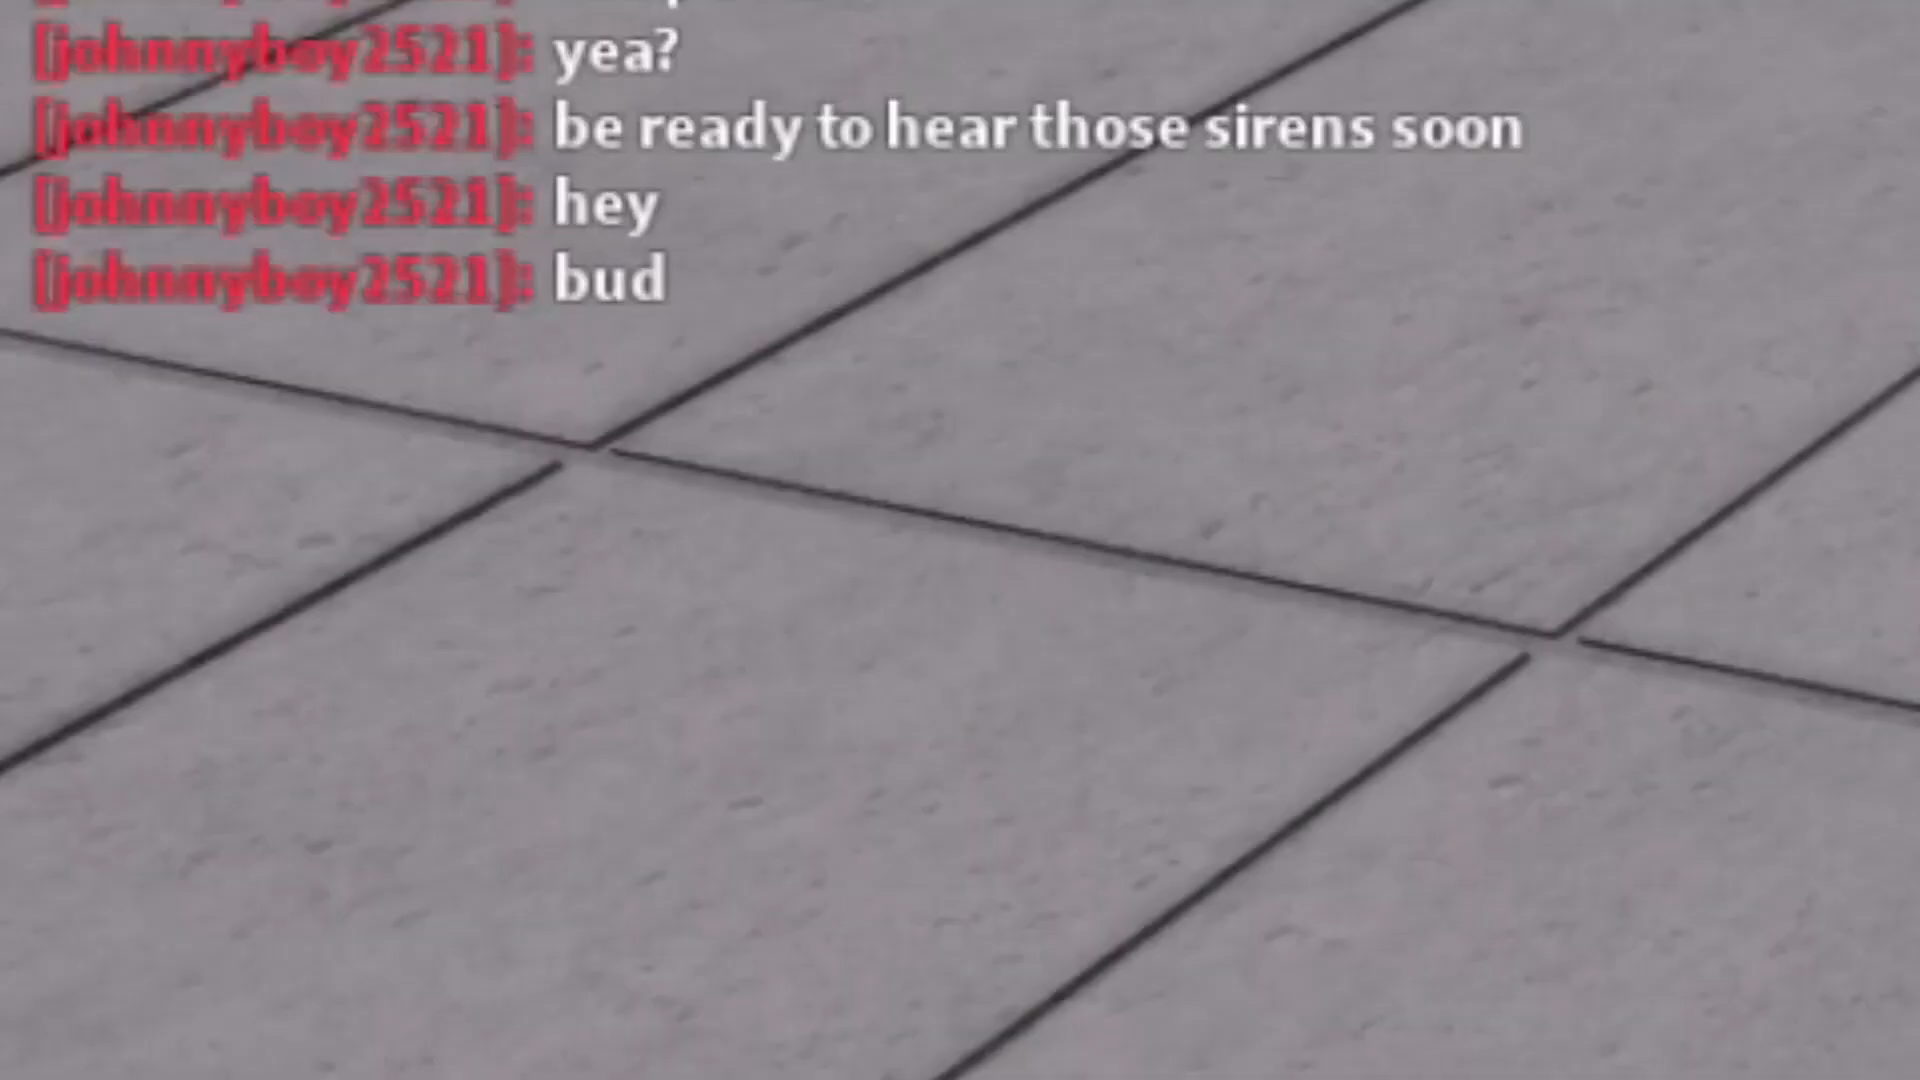 [johnnyboy2521]: yea?
[johnnyboy2521]: be ready to hear those sirens soon
[johnnyboy2521]: hey
[johnnyboy2521]: bud